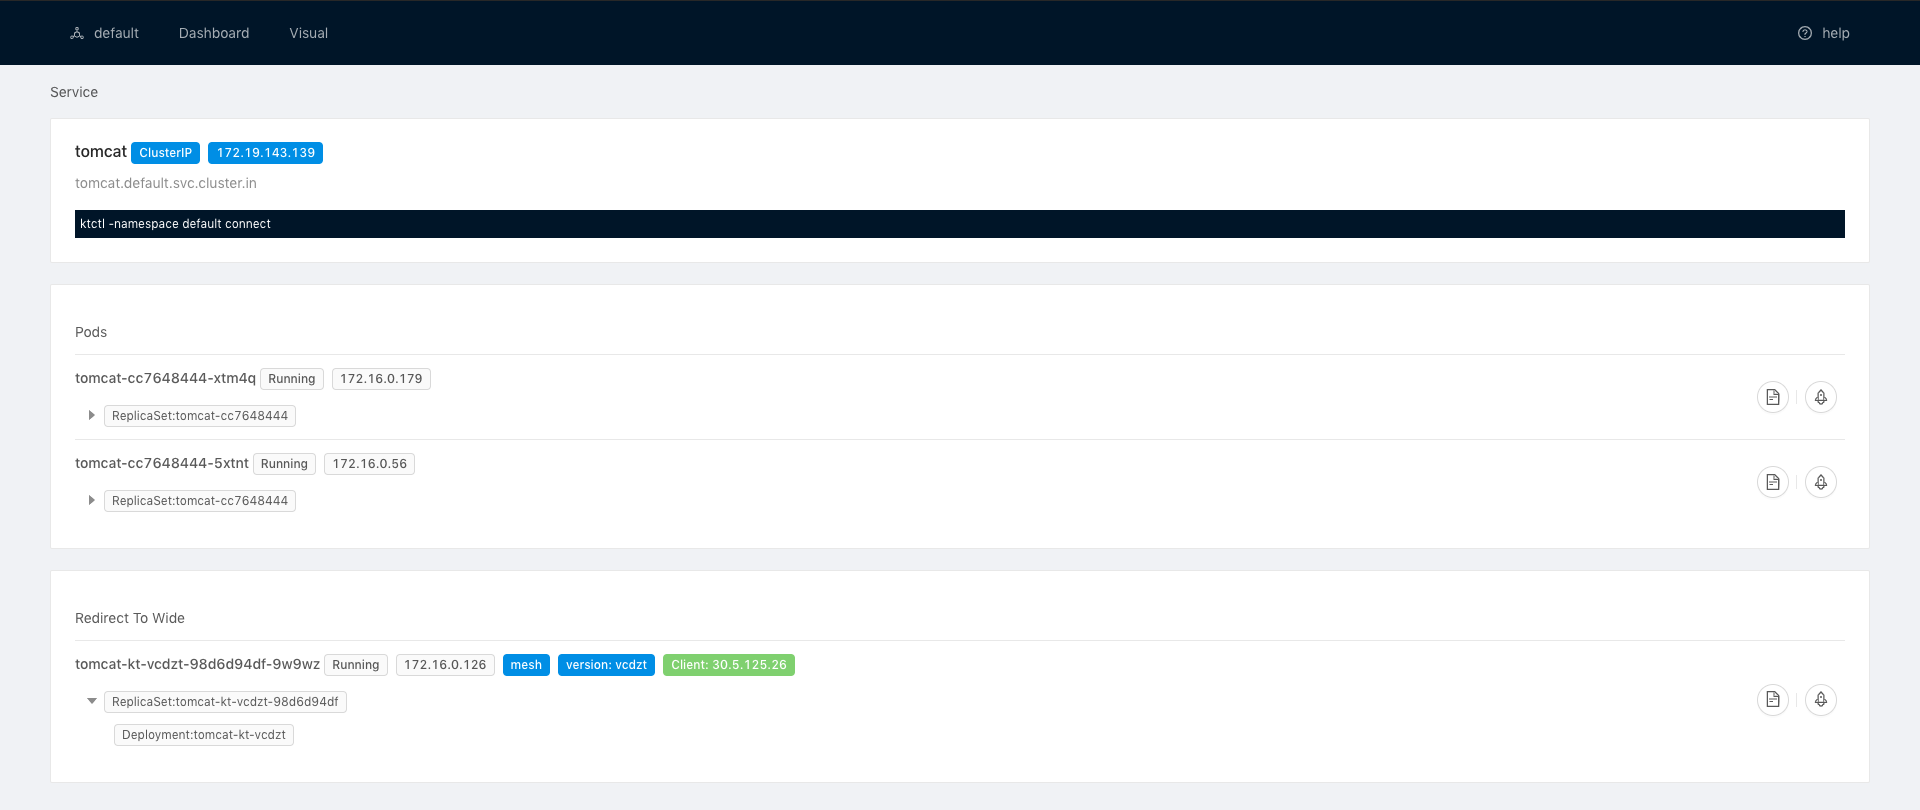 default Dashboard Visual help
Service
tomcat ClusterIP 172.19.143.139
tomcat.default.svc.cluster.in
ktctl -namespace default connect
Pods
tomcat-cc7648444-xtm4q Running 172.16.0.179
ReplicaSet:tomcat-cc7648444
tomcat-cc7648444-5xtnt Running 172.16.0.56
ReplicaSet:tomcat-cc7648444
Redirect To Wide
tomcat-kt-vcdzt-98d6d94df-9w9wz Running 172.16.0.126 mesh version: vcdzt Client: 30.5.125.26
ReplicaSet:tomcat-kt-vcdzt-98d6d94df
Deployment:tomcat-kt-vcdzt